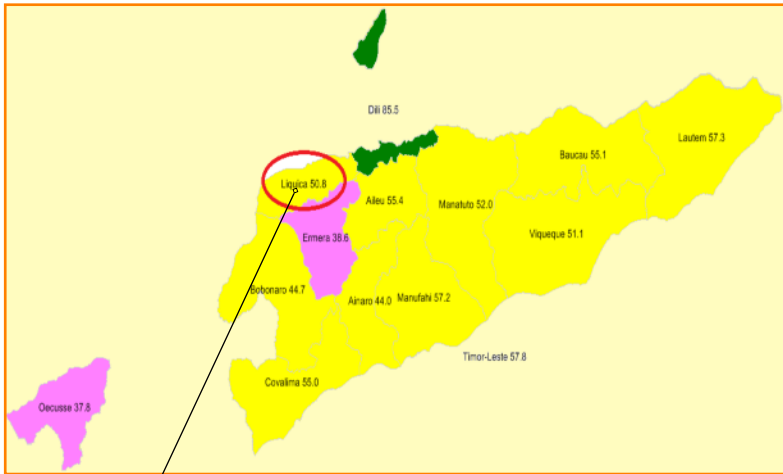 Dili 85.5
Lautem 57.3
Baucau 55.1
Liquica 50.8
Aileu 55.4
Manatuto 52.0
Viqueque 51.1
Ermera 38.6
Bobonaro 44.7
Ainaro 44.0
Manufahi 57.2
Timor-Leste 57.8
Covalima 55.0
Oecusse 37.8